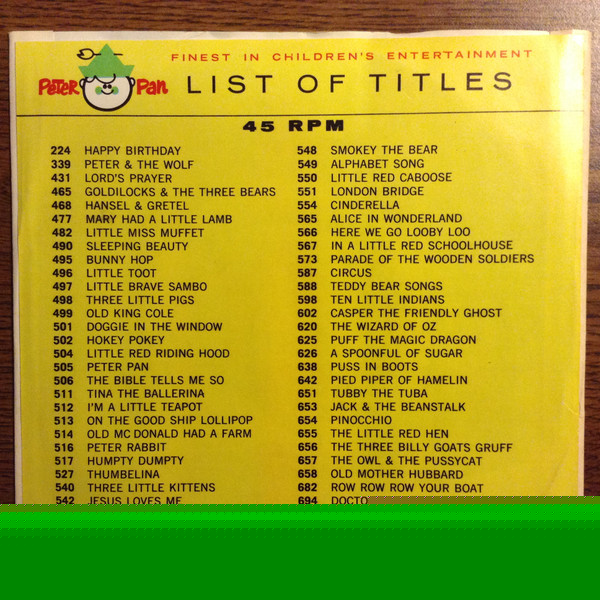 FINEST IN CHILDREN'S ENTERTAINMENT
PETER PAN
LIST OF TITLES
45 RPM
224 HAPPY BIRTHDAY
339 PETER & THE WOLF
431 LORD'S PRAYER
465 GOLDILOCKS & THE THREE BEARS
468 HANSEL & GRETEL
477 MARY HAD A LITTLE LAMB
482 LITTLE MISS MUFFET
490 SLEEPING BEAUTY
495 BUNNY HOP
496 LITTLE TOOT
497 LITTLE BRAVE SAMBO
498 THREE LITTLE PIGS
499 OLD KING COLE
501 DOGGIE IN THE WINDOW
502 HOKEY POKEY
504 LITTLE RED RIDING HOOD
505 PETER PAN
506 THE BIBLE TELLS ME SO
511 TINA THE BALLERINA
512 I'M A LITTLE TEAPOT
513 ON THE GOOD SHIP LOLLIPOP
514 OLD MC DONALD HAD A FARM
516 PETER RABBIT
517 HUMPTY DUMPTY
527 THUMBELINA
540 THREE LITTLE KITTENS
542 JESUS LOVES ME
548 SMOKEY THE BEAR
549 ALPHABET SONG
550 LITTLE RED CABOOSE
551 LONDON BRIDGE
554 CINDERELLA
565 ALICE IN WONDERLAND
566 HERE WE GO LOOBY LOO
567 IN A LITTLE RED SCHOOLHOUSE
573 PARADE OF THE WOODEN SOLDIERS
587 CIRCUS
588 TEDDY BEAR SONGS
598 TEN LITTLE INDIANS
602 CASPER THE FRIENDLY GHOST
620 THE WIZARD OF OZ
625 PUFF THE MAGIC DRAGON
626 A SPOONFUL OF SUGAR
638 PUSS IN BOOTS
642 PIED PIPER OF HAMELIN
651 TUBBY THE TUBA
653 JACK & THE BEANSTALK
654 PINOCCHIO
655 THE LITTLE RED HEN
656 THE THREE BILLY GOATS GRUFF
657 THE OWL & THE PUSSYCAT
658 OLD MOTHER HUBBARD
682 ROW ROW ROW YOUR BOAT
694 DOCTO